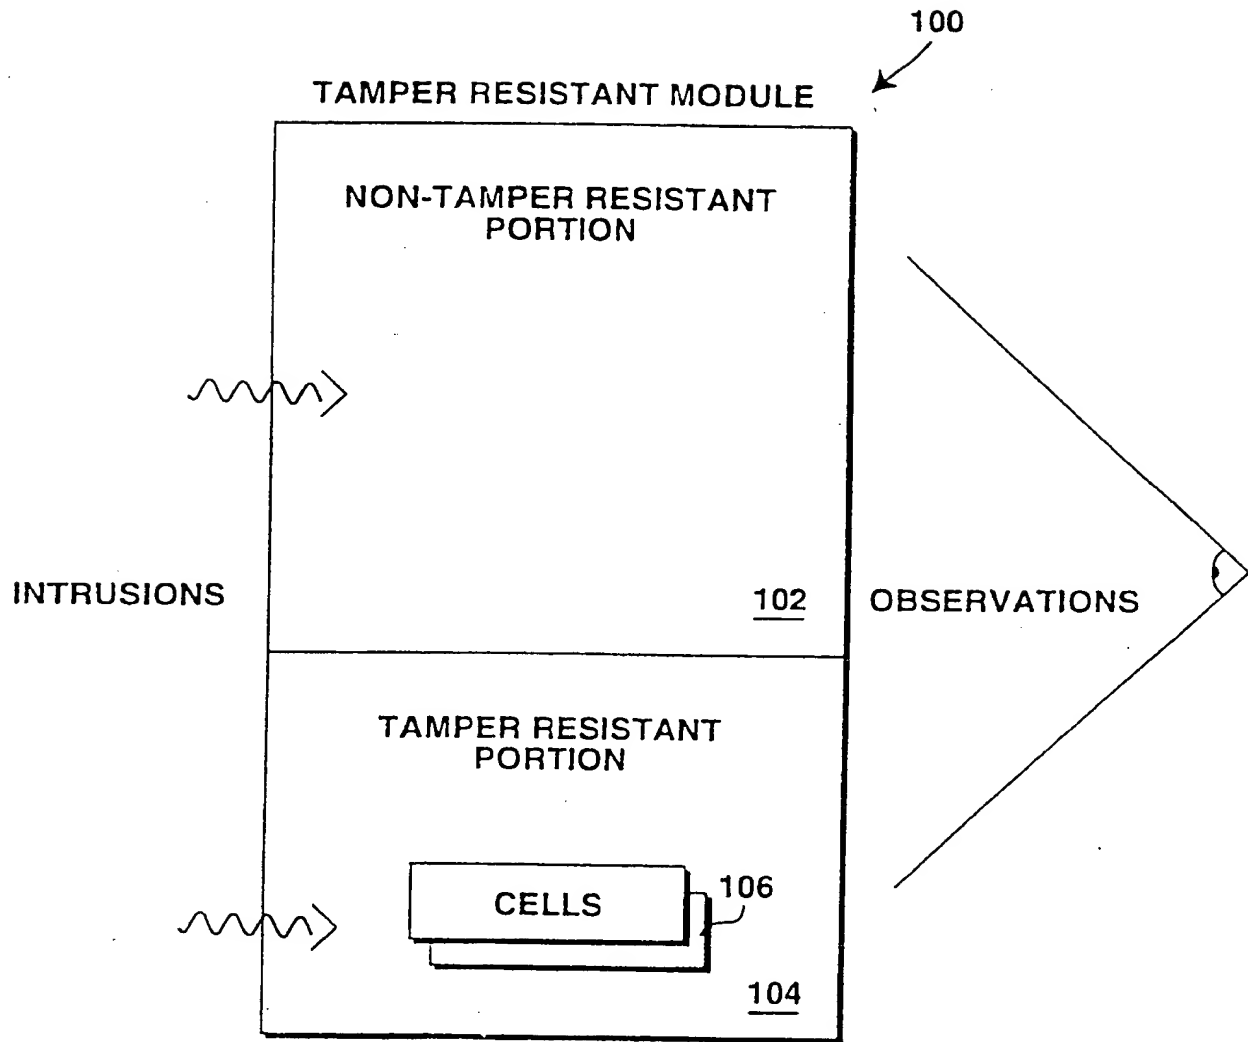 100
TAMPER RESISTANT MODULE
NON-TAMPER RESISTANT
PORTION
INTRUSIONS
102
OBSERVATIONS
TAMPER RESISTANT
PORTION
106
CELLS
104